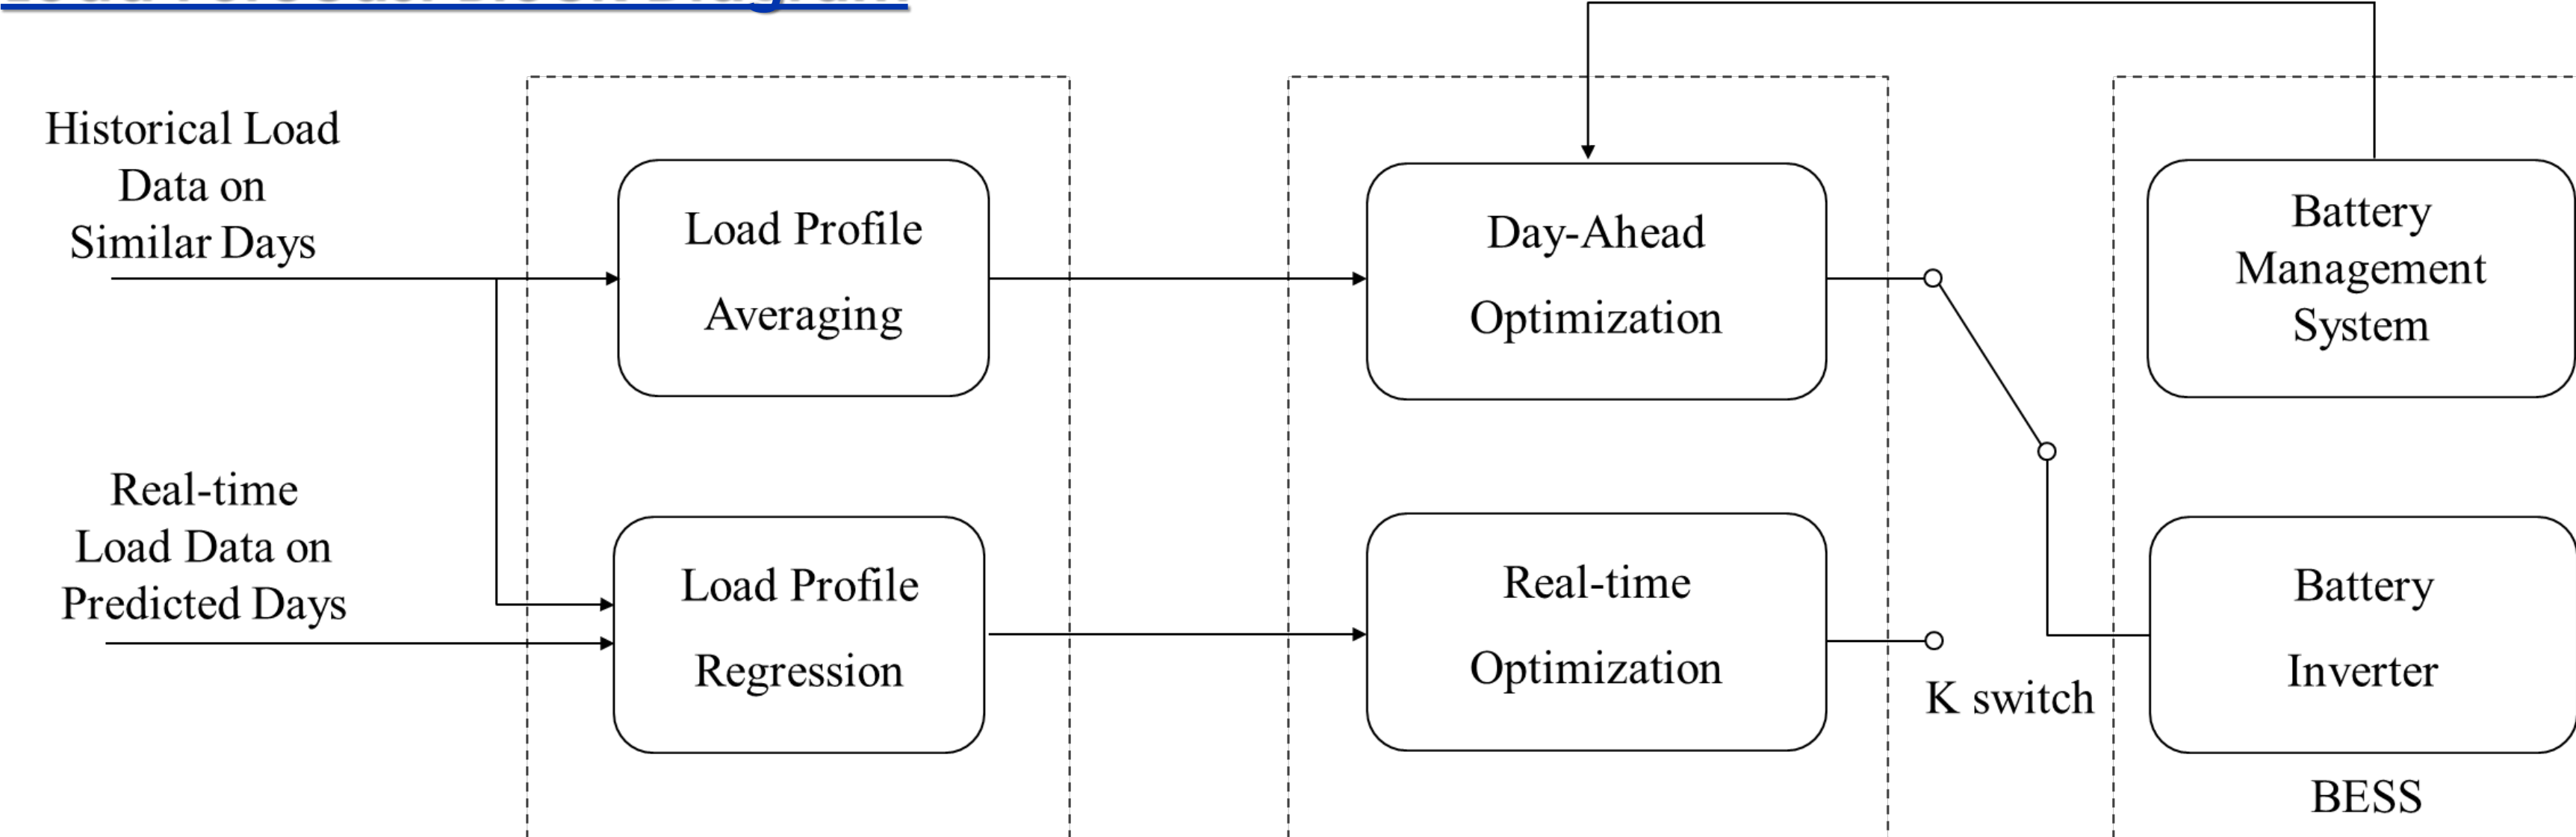 Historical Load
Data on
Similar Days
Load Profile
Averaging
Day-Ahead
Optimization
Battery
Management
System
Real-time
Load Data on
Predicted Days
Load Profile
Regression
Real-time
Optimization
K switch
Battery
Inverter
BESS